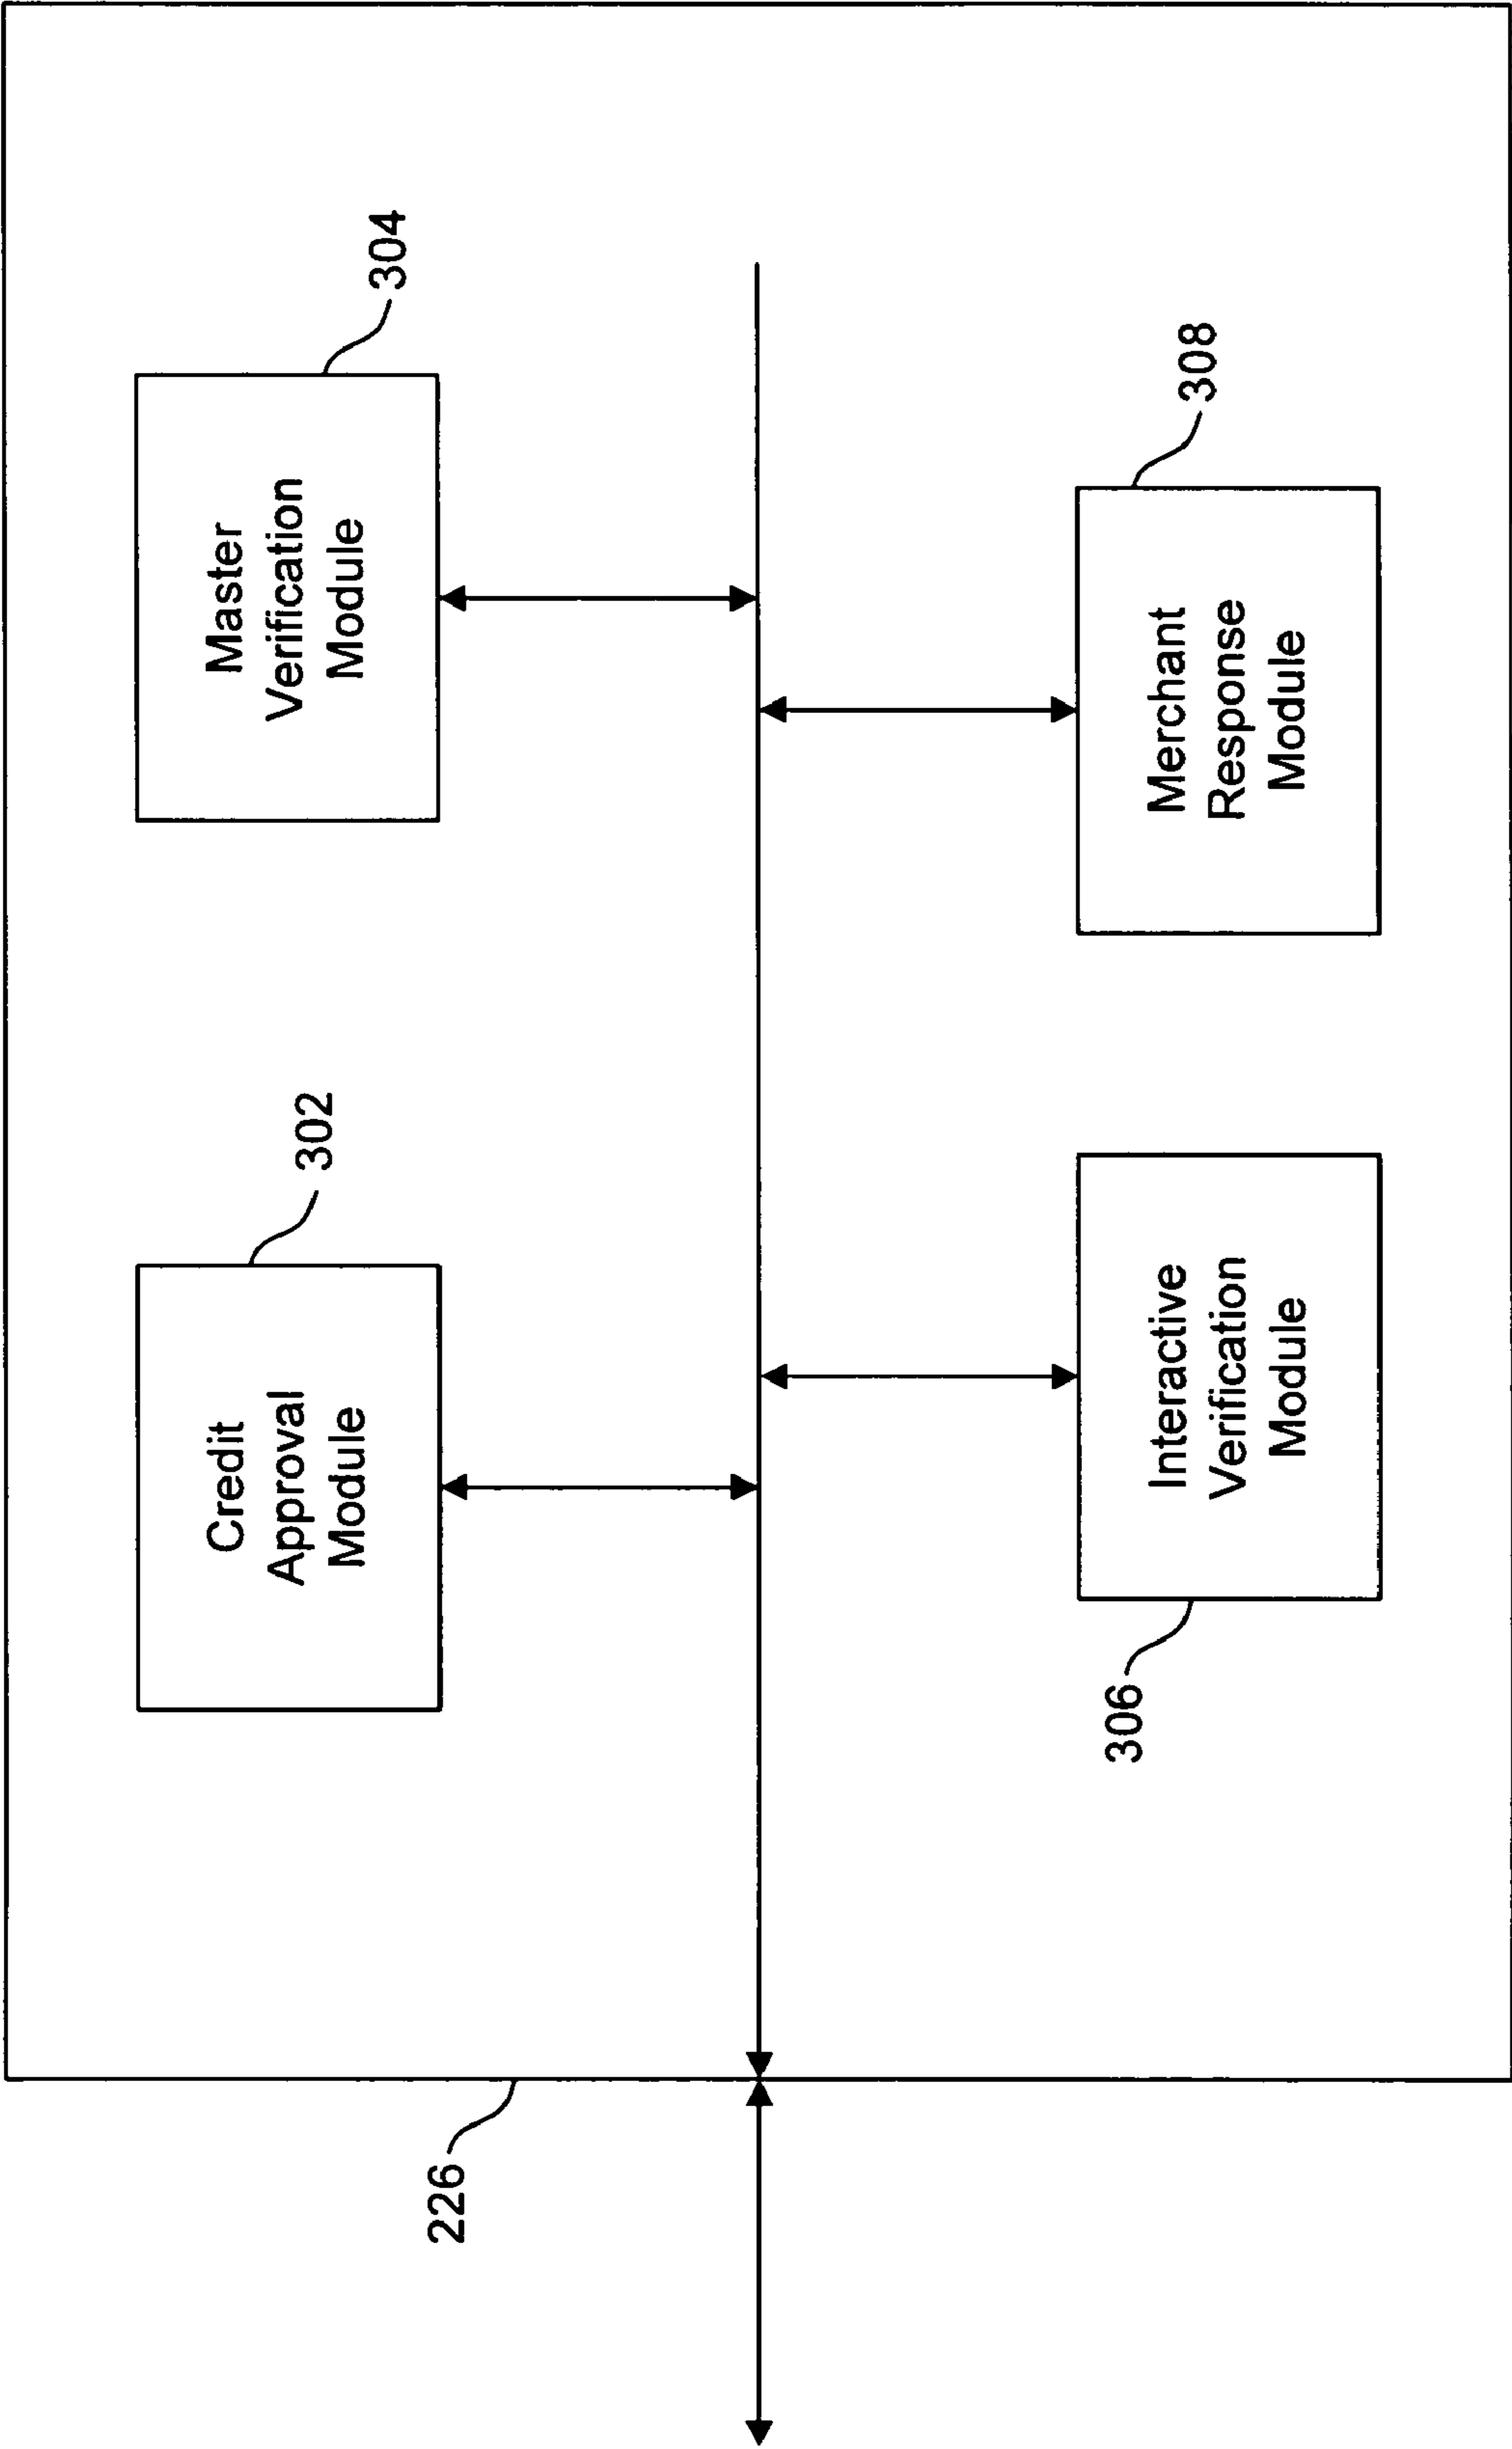 Credit
Approval
Module
302
Master
Verification
Module
304
226
306
Interactive
Verification
Module
Merchant
Response
Module
308